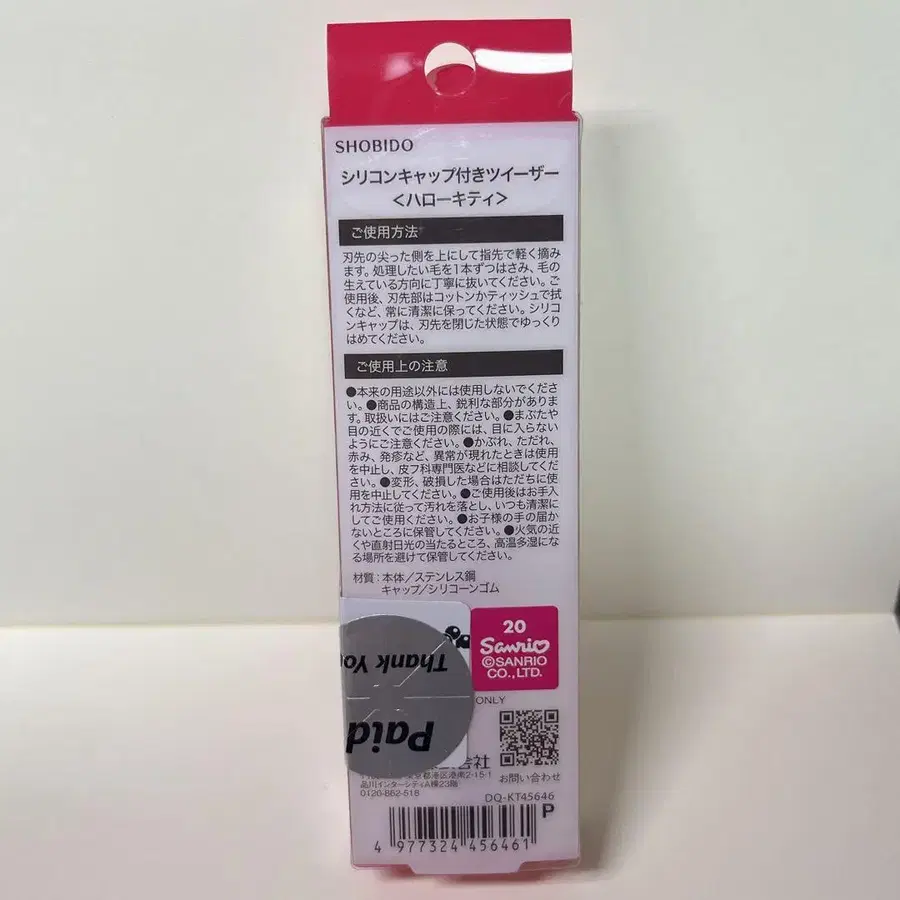 SHOBIDO
シリコンキャップ付きツイーザー
＜ハローキティ＞
ご使用方法
刃先の尖った側を上にして指先で軽く摘み
ます。処理したい毛を1本ずつはさみ、毛の
生えている方向に丁寧に抜いてください。ご
使用後、刃先部はコットンかティッシュで拭
くなど、常に清潔に保ってください。シリコ
ンキャップは、刃先を閉じた状態でゆっくり
はめてください。
ご使用上の注意
●本来の用途以外には使用しないでくださ
い。●商品の構造上、鋭利な部分がありま
す。取扱いにはご注意ください。●まぶたや
目の近くでご使用の際には、目に入らない
ようにご注意ください。●かぶれ、ただれ、
赤み、発疹など、異常が現れたときは使用
を中止し、皮フ科専門医などに相談してくだ
さい。●変形、破損した場合はただちに使
用を中止してください。●ご使用後はお手入
れ方法に従って汚れを落とし、いつも清潔に
してご使用ください。●お子様の手の届かな
いところに保管してください。●火気の近
くや直射日光の当たるところ、高温多湿にな
る場所を避けて保管してください。
材質：本体／ステンレス鋼
キャップ／シリコーンゴム
20
Sanrio
©SANRIO
CO.,LTD.
Thank You
Paid
ONLY
会社
東京都港区港南2-15-1
品川インターシティA棟23階
0120-862-518
お問い合わせ
DQ-KT45646
P
4 977324 456461